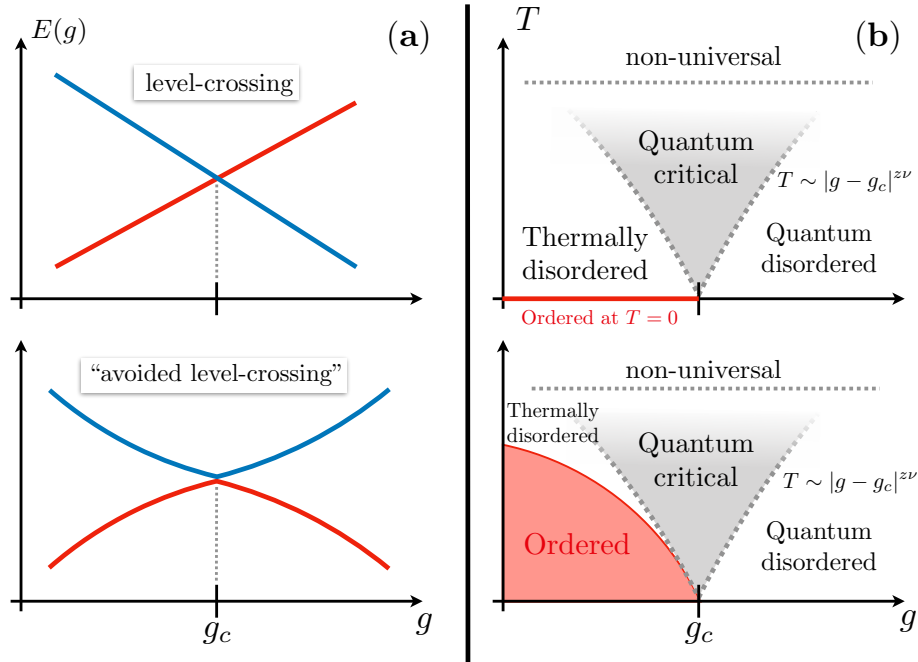 E(g)
(a)
level-crossing
“avoided level-crossing”
g_c
g
T
(b)
non-universal
Quantum
critical
T ∼ |g − g_c|^{zν}
Thermally
disordered
Quantum
disordered
Ordered at T = 0
non-universal
Thermally
disordered
Quantum
critical
T ∼ |g − g_c|^{zν}
Ordered
Quantum
disordered
g_c
g